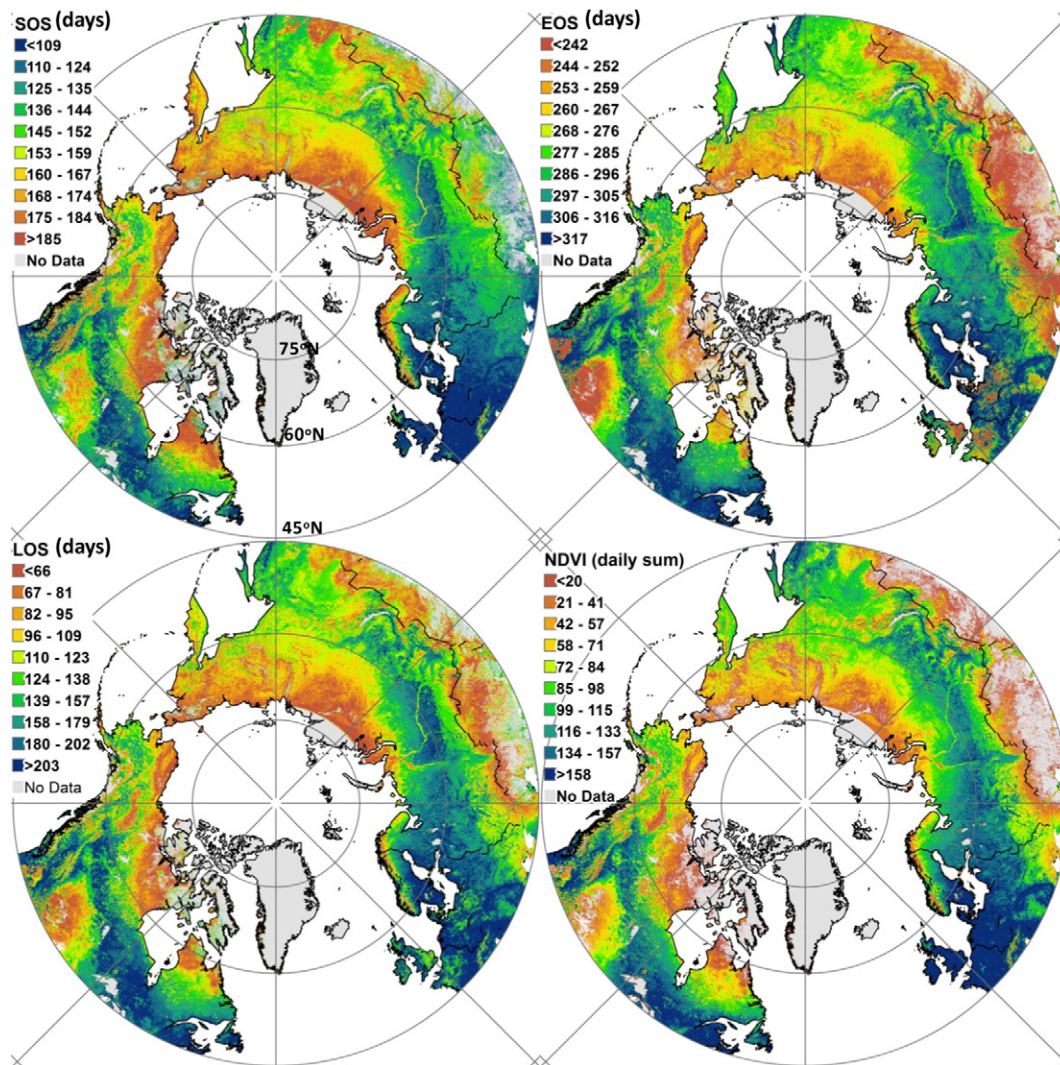 SOS (days)
<109
110 - 124
125 - 135
136 - 144
145 - 152
153 - 159
160 - 167
168 - 174
175 - 184
>185
No Data
75°N
60°N
45°N
EOS (days)
<242
244 - 252
253 - 259
260 - 267
268 - 276
277 - 285
286 - 296
297 - 305
306 - 316
>317
No Data
LOS (days)
<66
67 - 81
82 - 95
96 - 109
110 - 123
124 - 138
139 - 157
158 - 179
180 - 202
>203
No Data
NDVI (daily sum)
<20
21 - 41
42 - 57
58 - 71
72 - 84
85 - 98
99 - 115
116 - 133
134 - 157
>158
No Data